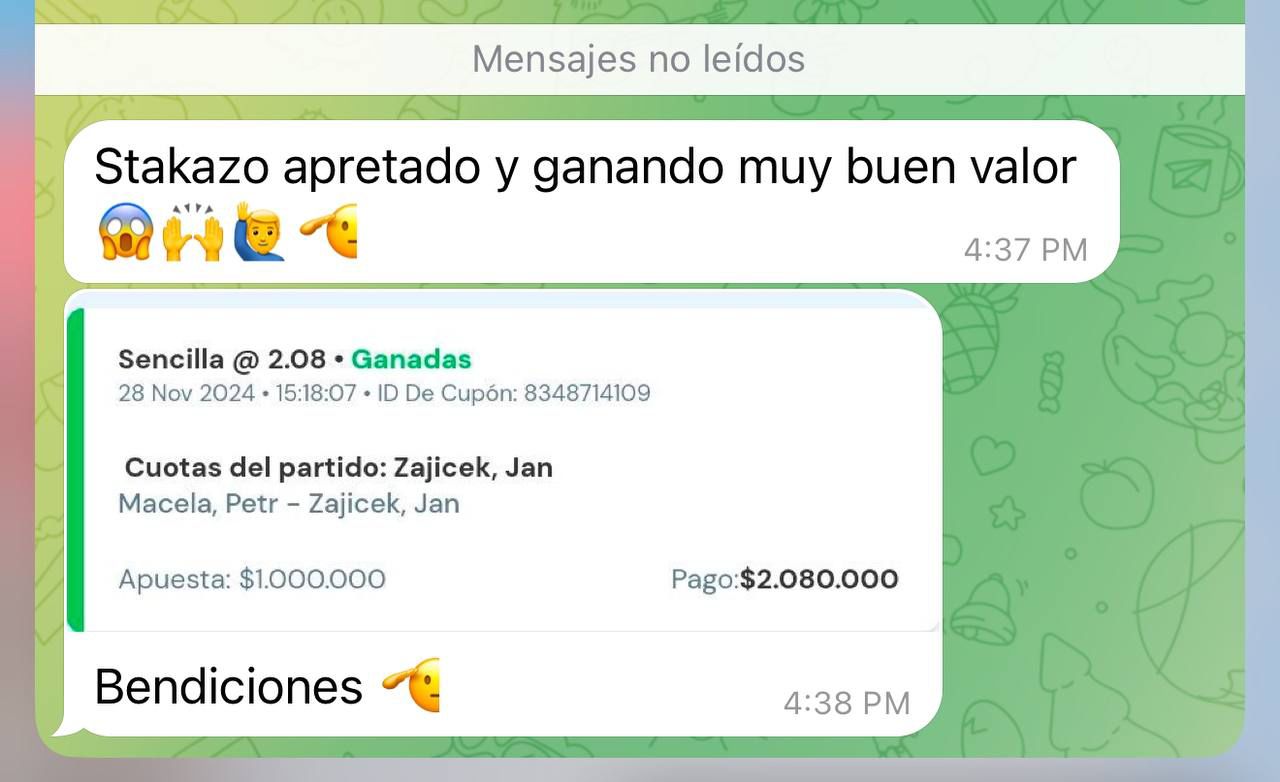 Mensajes no leídos
Stakazo apretado y ganando muy buen valor
😱🙌🙋‍♂️ 🫡
4:37 PM
Sencilla @ 2.08 • Ganadas
28 Nov 2024 • 15:18:07 • ID De Cupón: 8348714109
Cuotas del partido: Zajicek, Jan
Macela, Petr - Zajicek, Jan
Apuesta: $1.000.000 Pago:$2.080.000
Bendiciones 🫡
4:38 PM